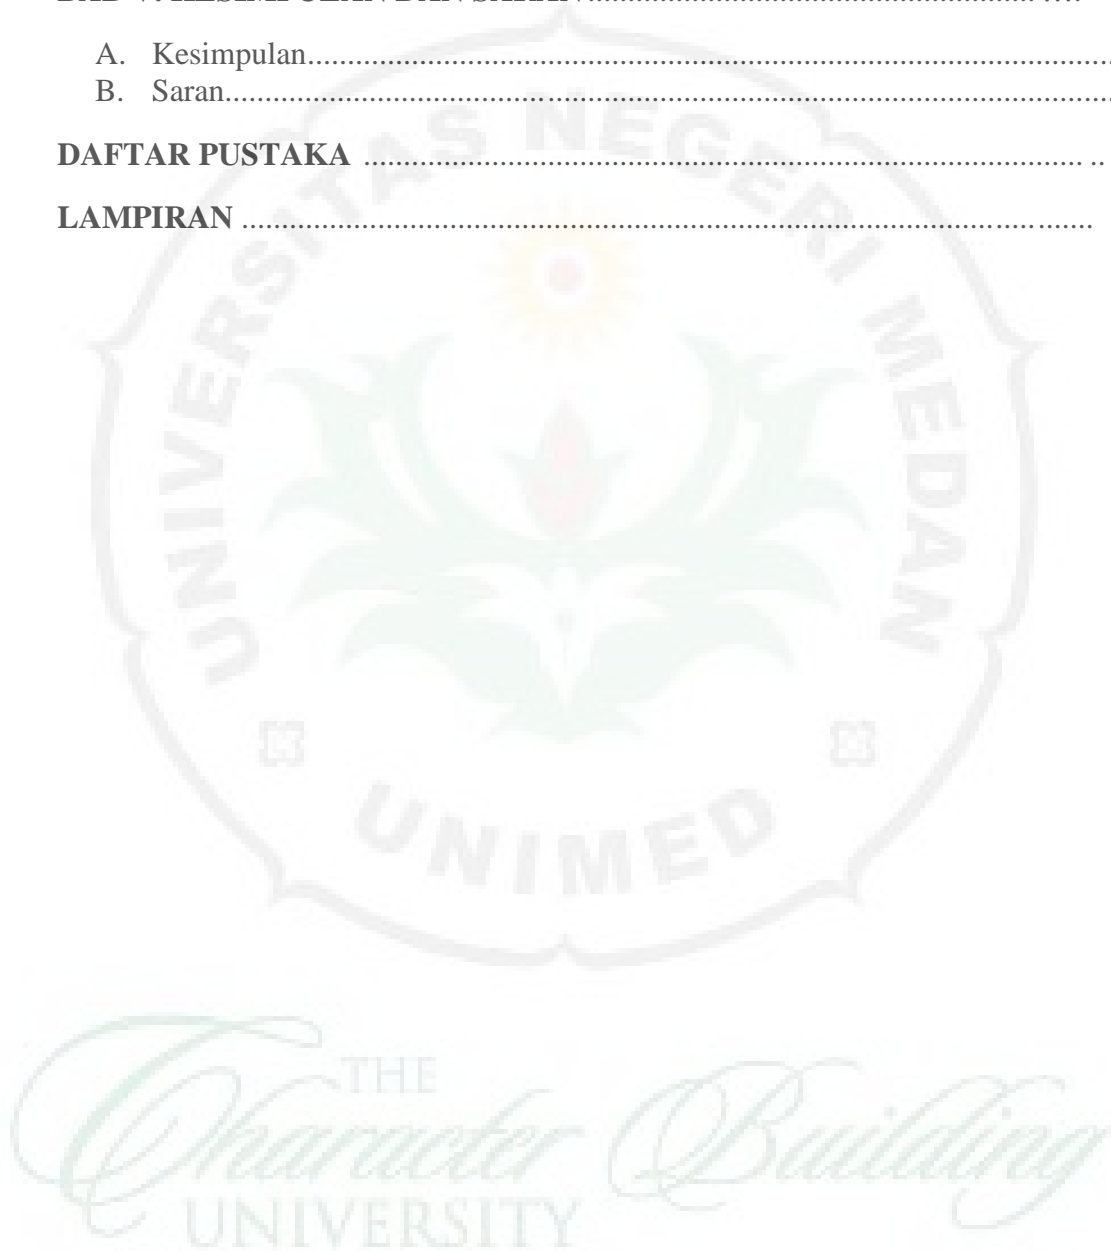 A. Kesimpulan..........................................................................................................
B. Saran....................................................................................................................
DAFTAR PUSTAKA ............................................................................................ ..
LAMPIRAN .............................................................................................................
UNIVERSITAS NEGERI MEDAN
UNIMED
THE
Character Building
UNIVERSITY